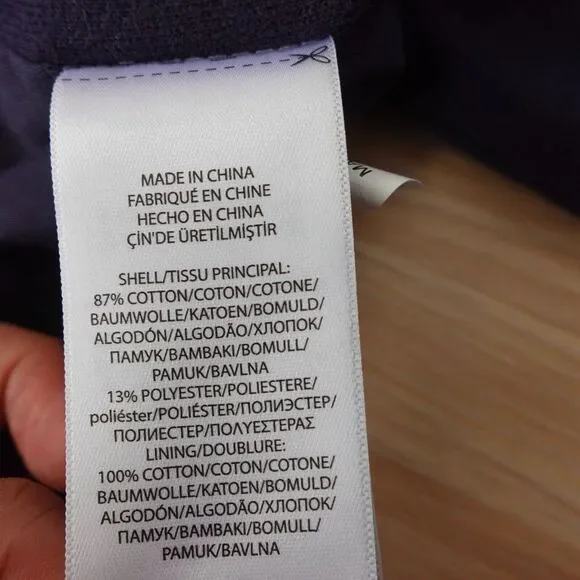 MADE IN CHINA
FABRIQUÉ EN CHINE
HECHO EN CHINA
ÇİN'DE ÜRETİLMİŞTİR
SHELL/TISSU PRINCIPAL:
87% COTTON/COTON/COTONE/
BAUMWOLLE/KATOEN/BOMULD/
ALGODÓN/ALGODÃO/ХЛОПОК/
ПАМУК/BAMBAKI/BOMULL/
PAMUK/BAVLNA
13% POLYESTER/POLIESTERE/
poliéster/POLIÉSTER/ПОЛИЭСТЕР/
ПОЛИЕСТЕР/ΠΟΛΥΕΣΤΕΡΑΣ
LINING/DOUBLURE:
100% COTTON/COTON/COTONE/
BAUMWOLLE/KATOEN/BOMULD/
ALGODÓN/ALGODÃO/ХЛОПОК/
ПАМУК/BAMBAKI/BOMULL/
PAMUK/BAVLNA